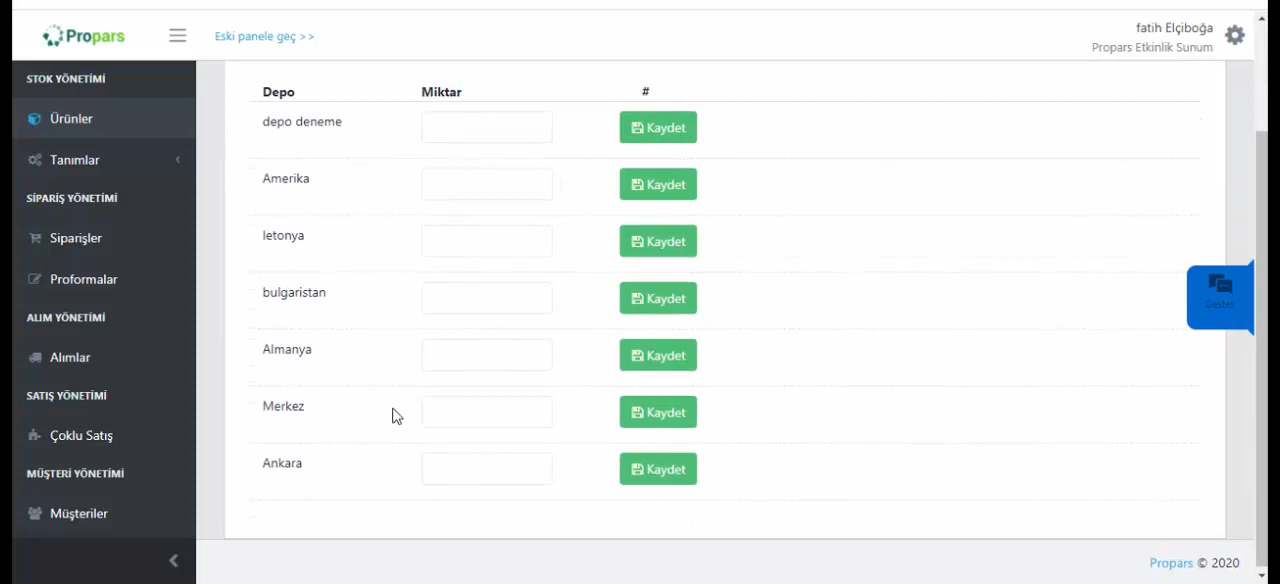 Propars
Eski panele geç >>
fatih Elçiboğa
Propars Etkinlik Sunum
STOK YÖNETİMİ
Ürünler
Tanımlar
SİPARİŞ YÖNETİMİ
Siparişler
Proformalar
ALIM YÖNETİMİ
Alımlar
SATIŞ YÖNETİMİ
Çoklu Satış
MÜŞTERİ YÖNETİMİ
Müşteriler
Depo Miktar #
depo deneme Kaydet
Amerika Kaydet
letonya Kaydet
bulgaristan Kaydet
Almanya Kaydet
Merkez Kaydet
Ankara Kaydet
Destek
Propars © 2020